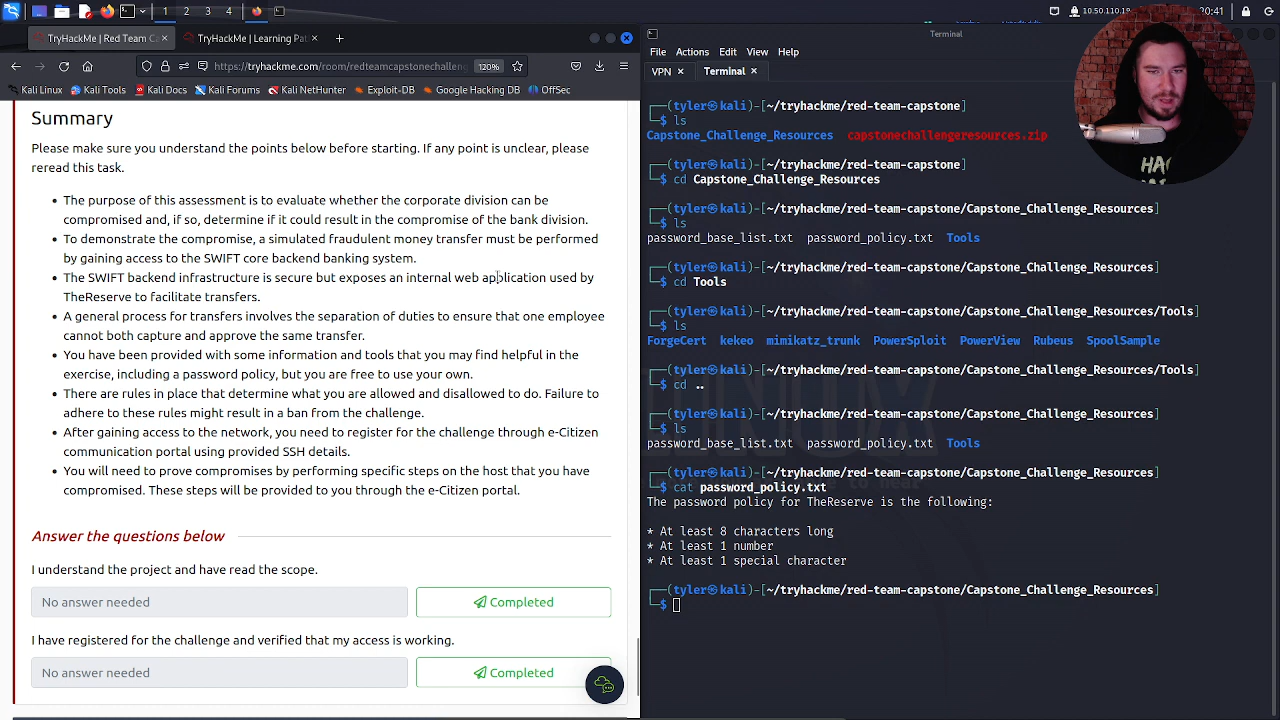 1 2 3 4
10.50.110.18 20:41
TryHackMe | Red Team Ca
TryHackMe | Learning Pat
https://tryhackme.com/room/redteamcapstonechalleng
120%
Kali Linux Kali Tools Kali Docs Kali Forums Kali NetHunter Exploit-DB Google Hacking DB OffSec
Summary
Please make sure you understand the points below before starting. If any point is unclear, please
reread this task.
• The purpose of this assessment is to evaluate whether the corporate division can be
compromised and, if so, determine if it could result in the compromise of the bank division.
• To demonstrate the compromise, a simulated fraudulent money transfer must be performed
by gaining access to the SWIFT core backend banking system.
• The SWIFT backend infrastructure is secure but exposes an internal web application used by
TheReserve to facilitate transfers.
• A general process for transfers involves the separation of duties to ensure that one employee
cannot both capture and approve the same transfer.
• You have been provided with some information and tools that you may find helpful in the
exercise, including a password policy, but you are free to use your own.
• There are rules in place that determine what you are allowed and disallowed to do. Failure to
adhere to these rules might result in a ban from the challenge.
• After gaining access to the network, you need to register for the challenge through e-Citizen
communication portal using provided SSH details.
• You will need to prove compromises by performing specific steps on the host that you have
compromised. These steps will be provided to you through the e-Citizen portal.
Answer the questions below
I understand the project and have read the scope.
No answer needed
Completed
I have registered for the challenge and verified that my access is working.
No answer needed
Completed
Terminal
File Actions Edit View Help
VPN Terminal
(tyler㉿kali)-[~/tryhackme/red-team-capstone]
$ ls
Capstone_Challenge_Resources capstonechallengeresources.zip
(tyler㉿kali)-[~/tryhackme/red-team-capstone]
$ cd Capstone_Challenge_Resources
(tyler㉿kali)-[~/tryhackme/red-team-capstone/Capstone_Challenge_Resources]
$ ls
password_base_list.txt password_policy.txt Tools
(tyler㉿kali)-[~/tryhackme/red-team-capstone/Capstone_Challenge_Resources]
$ cd Tools
(tyler㉿kali)-[~/tryhackme/red-team-capstone/Capstone_Challenge_Resources/Tools]
$ ls
ForgeCert kekeo mimikatz_trunk PowerSploit PowerView Rubeus SpoolSample
(tyler㉿kali)-[~/tryhackme/red-team-capstone/Capstone_Challenge_Resources/Tools]
$ cd ..
(tyler㉿kali)-[~/tryhackme/red-team-capstone/Capstone_Challenge_Resources]
$ ls
password_base_list.txt password_policy.txt Tools
(tyler㉿kali)-[~/tryhackme/red-team-capstone/Capstone_Challenge_Resources]
$ cat password_policy.txt
The password policy for TheReserve is the following:
* At least 8 characters long
* At least 1 number
* At least 1 special character
(tyler㉿kali)-[~/tryhackme/red-team-capstone/Capstone_Challenge_Resources]
$